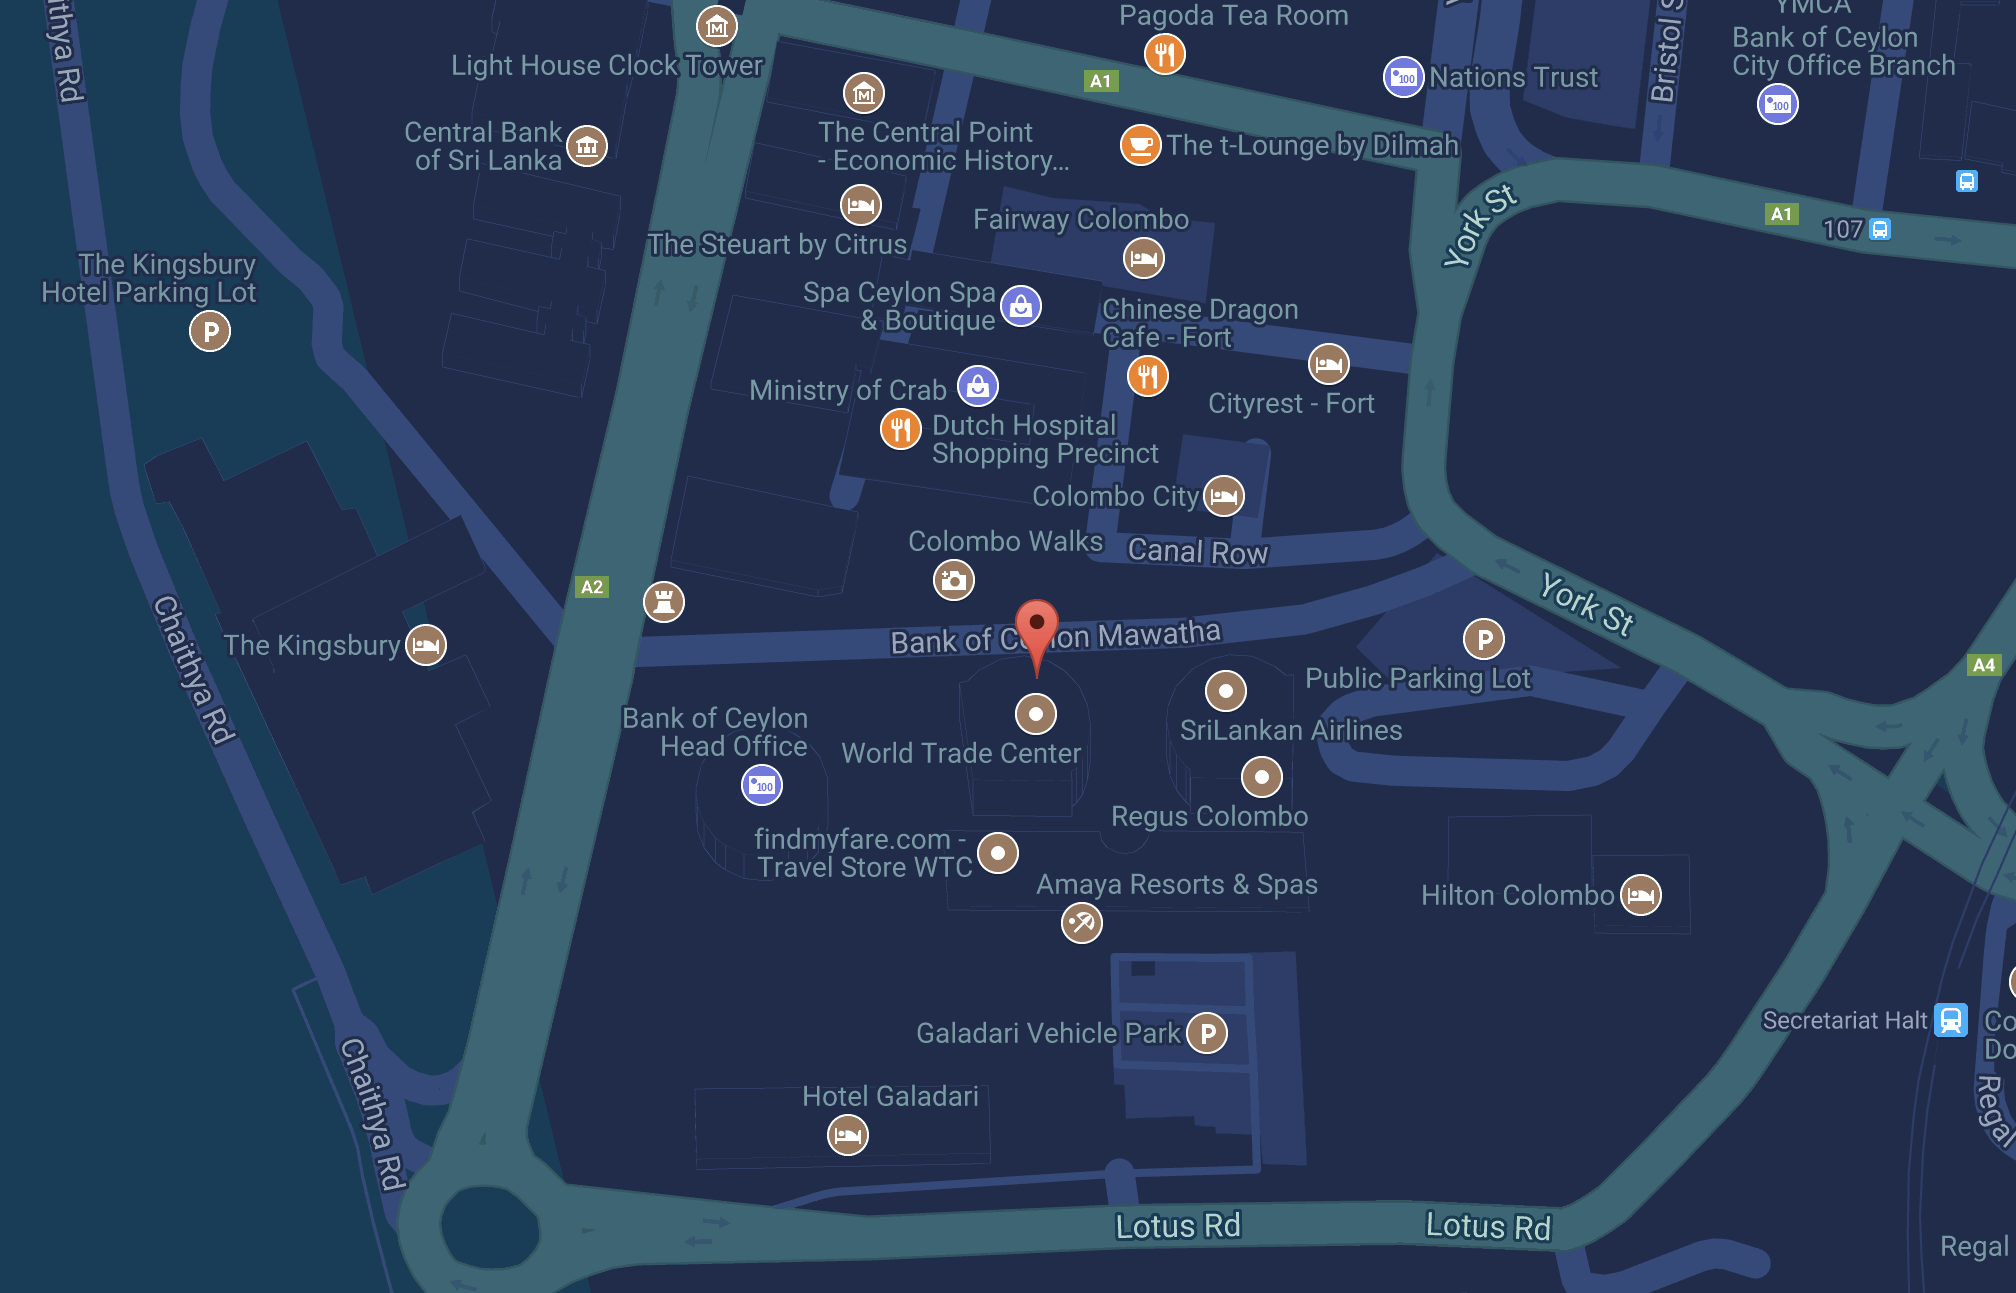 Pagoda Tea Room
YMCA
Bank of Ceylon
City Office Branch
100
Light House Clock Tower
A1
100
Nations Trust
Bristol S
Chaithya Rd
Central Bank
of Sri Lanka
The Central Point
- Economic History...
The t-Lounge by Dilmah
The Steuart by Citrus
Fairway Colombo
York St
A1
107
The Kingsbury
Hotel Parking Lot
P
Spa Ceylon Spa
& Boutique
Chinese Dragon
Cafe - Fort
Cityrest - Fort
Ministry of Crab
Dutch Hospital
Shopping Precinct
Colombo City
Colombo Walks
Canal Row
A2
York St
Chaithya Rd
The Kingsbury
Bank of Ceylon Mawatha
P
Public Parking Lot
A4
Bank of Ceylon
Head Office
100
World Trade Center
SriLankan Airlines
Regus Colombo
findmyfare.com -
Travel Store WTC
Amaya Resorts & Spas
Hilton Colombo
Galadari Vehicle Park
P
Secretariat Halt
Co
Do
Chaithya Rd
Hotel Galadari
Regal
Lotus Rd
Lotus Rd
Regal